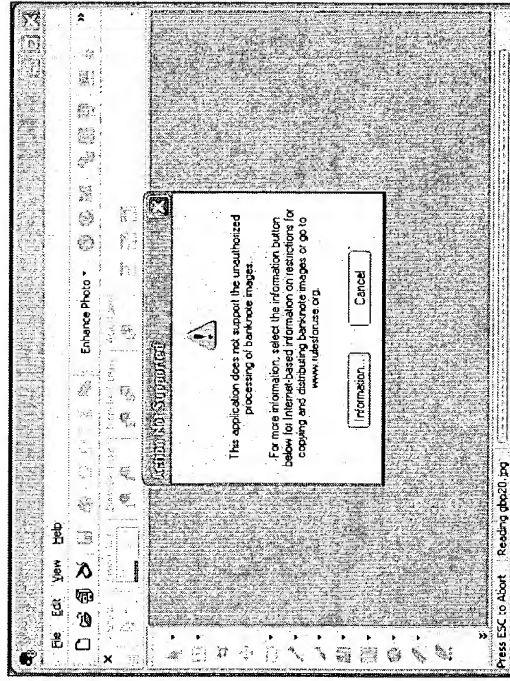 File Edit View Help
Enhance Photo
Action Not Supported
This application does not support the unauthorized
processing of banknote images.
For more information, select the information button
below for Internet-based information on restrictions for
copying and distributing banknote images or go to
www.rulesforuse.org.
Information...
Cancel
Press ESC to Abort
Reading gbp20.jpg